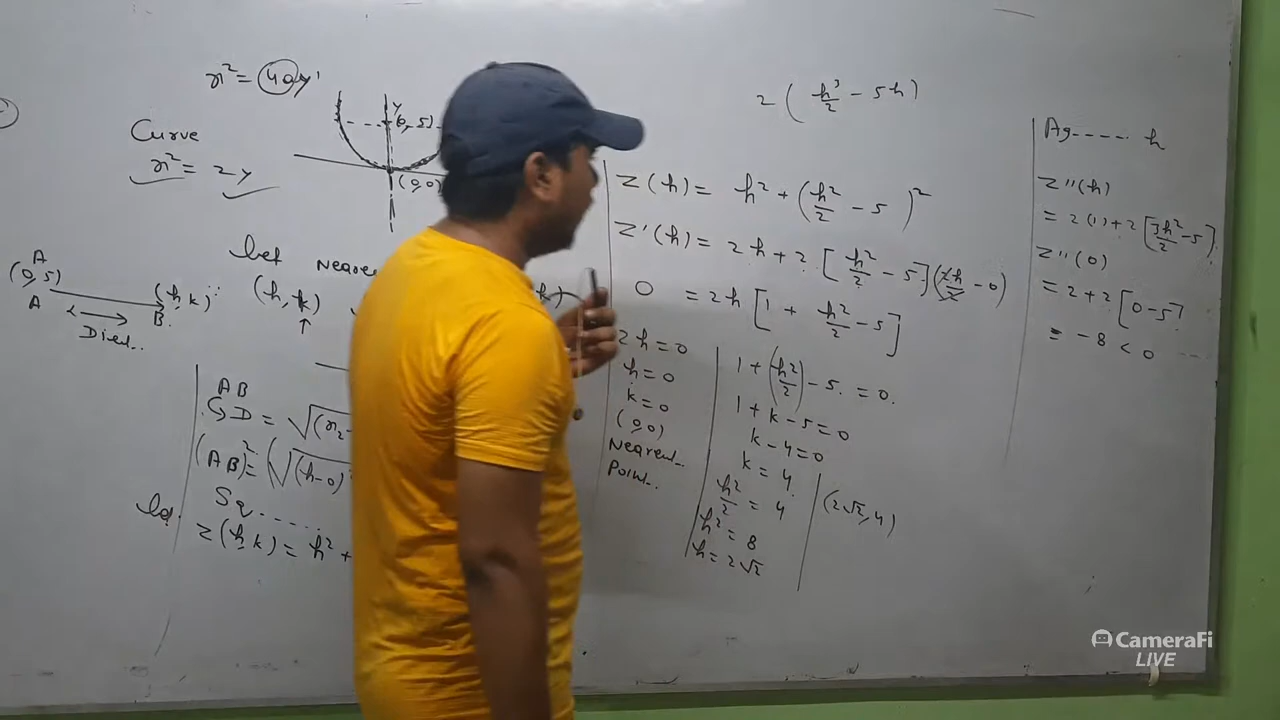 x² = 4ay
Curve
x² = 2y
y
(0,0)
A
(0,5)
A
(h,k)
B.
Dist..
let Neares
(h, k)
AB
D = √(x₂-
(AB)² = (√(h-0)²
Sq.....
let.
Z(h,k) = h² +
2(h³/2 - 5h)
Z(h) = h² + (h²/2 - 5)²
Z'(h) = 2h + 2[h²/2 - 5](2h/2 - 0)
0 = 2h[1 + h²/2 - 5]
2h = 0
h = 0
k = 0
(0,0)
Nearest..
Point..
1 + (h²/2) - 5 = 0.
1 + k - 5 = 0
k - 4 = 0
k = 4
h²/2 = 4
h² = 8
h = 2√2
(2√2, 4)
Ag..... h
Z''(h)
= 2(1) + 2[3h²/2 - 5]
Z''(0)
= 2 + 2[0 - 5]
= -8 < 0 ...
CameraFi
LIVE